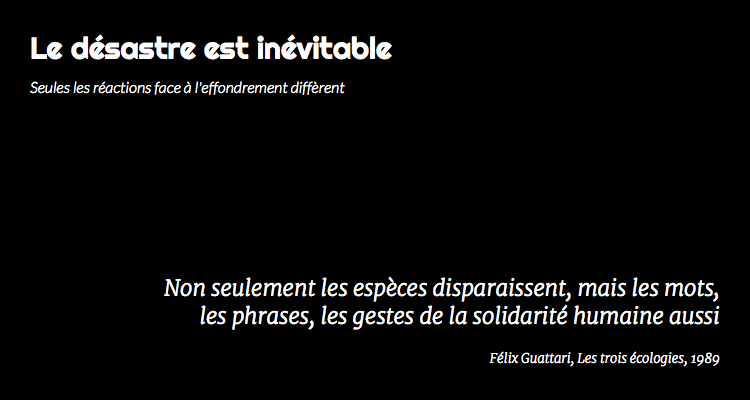 Le désastre est inévitable
Seules les réactions face à l'effondrement diffèrent
Non seulement les espèces disparaissent, mais les mots,
les phrases, les gestes de la solidarité humaine aussi
Félix Guattari, Les trois écologies, 1989